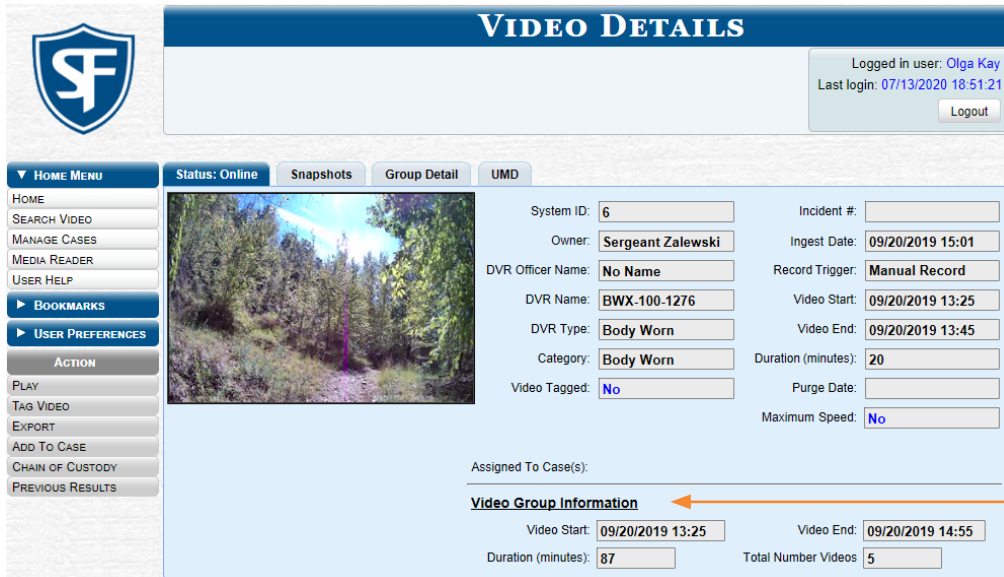 VIDEO DETAILS
SF
Logged in user: Olga Kay
Last login: 07/13/2020 18:51:21
Logout
▼ HOME MENU
HOME
SEARCH VIDEO
MANAGE CASES
MEDIA READER
USER HELP
► BOOKMARKS
► USER PREFERENCES
ACTION
PLAY
TAG VIDEO
EXPORT
ADD TO CASE
CHAIN OF CUSTODY
PREVIOUS RESULTS
Status: Online Snapshots Group Detail UMD
System ID: 6 Incident #:
Owner: Sergeant Zalewski Ingest Date: 09/20/2019 15:01
DVR Officer Name: No Name Record Trigger: Manual Record
DVR Name: BWX-100-1276 Video Start: 09/20/2019 13:25
DVR Type: Body Worn Video End: 09/20/2019 13:45
Category: Body Worn Duration (minutes): 20
Video Tagged: No Purge Date:
Maximum Speed: No
Assigned To Case(s):
Video Group Information
Video Start: 09/20/2019 13:25 Video End: 09/20/2019 14:55
Duration (minutes): 87 Total Number Videos 5